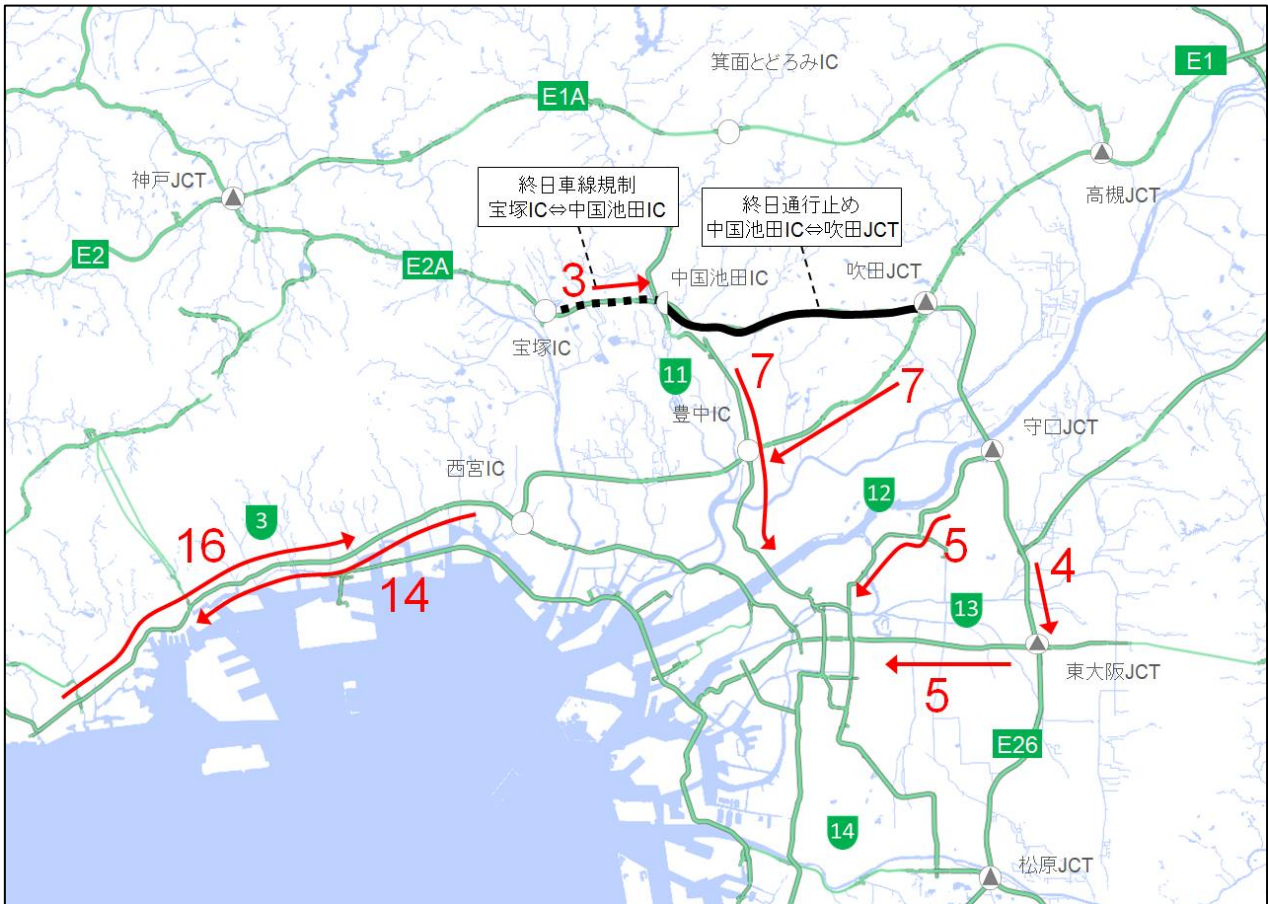 箕面とどろみIC
E1
E1A
神戸JCT
高槻JCT
終日車線規制
宝塚IC⇔中国池田IC
終日通行止め
中国池田IC⇔吹田JCT
E2
E2A
3
中国池田IC
吹田JCT
宝塚IC
11
7
7
豊中IC
守口JCT
西宮IC
12
3
16
14
5
4
13
東大阪JCT
5
E26
14
松原JCT